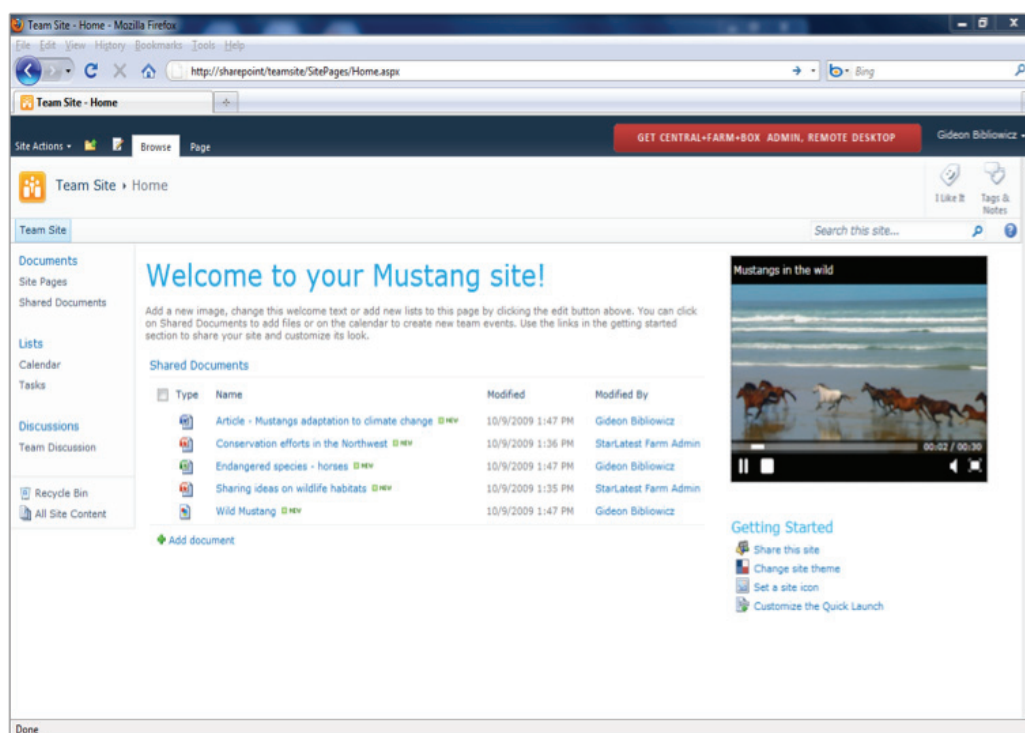 Team Site - Home - Mozilla Firefox
File Edit View History Bookmarks Tools Help
http://sharepoint/teamsite/SitePages/Home.aspx
Bing
Team Site - Home
GET CENTRAL+FARM+BOX ADMIN, REMOTE DESKTOP
Gideon Bibliowicz
Site Actions
Browse
Page
Team Site
Home
I Like It
Tags & Notes
Team Site
Search this site...
Documents
Site Pages
Shared Documents
Lists
Calendar
Tasks
Discussions
Team Discussion
Recycle Bin
All Site Content
Welcome to your Mustang site!
Add a new image, change this welcome text or add new lists to this page by clicking the edit button above. You can click
on Shared Documents to add files or on the calendar to create new team events. Use the links in the getting started
section to share your site and customize its look.
Shared Documents
Type Name Modified Modified By
Article - Mustangs adaptation to climate change NEW 10/9/2009 1:47 PM Gideon Bibliowicz
Conservation efforts in the Northwest NEW 10/9/2009 1:36 PM StarLatest Farm Admin
Endangered species - horses NEW 10/9/2009 1:47 PM Gideon Bibliowicz
Sharing ideas on wildlife habitats NEW 10/9/2009 1:35 PM StarLatest Farm Admin
Wild Mustang NEW 10/9/2009 1:47 PM Gideon Bibliowicz
Add document
Mustangs in the wild
00:02 / 00:30
Getting Started
Share this site
Change site theme
Set a site icon
Customize the Quick Launch
Done